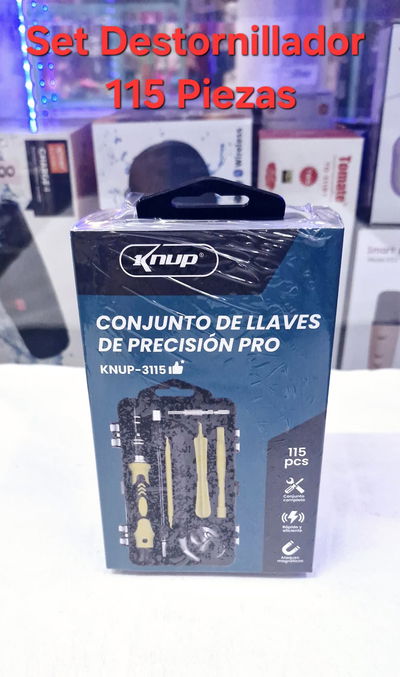 Set Destornillador
115 Piezas
Wireless
Tomate
Knup®
CONJUNTO DE LLAVES
DE PRECISIÓN PRO
KNUP-3115
115
pcs
Conjunto
completo
Rápido y
eficiente